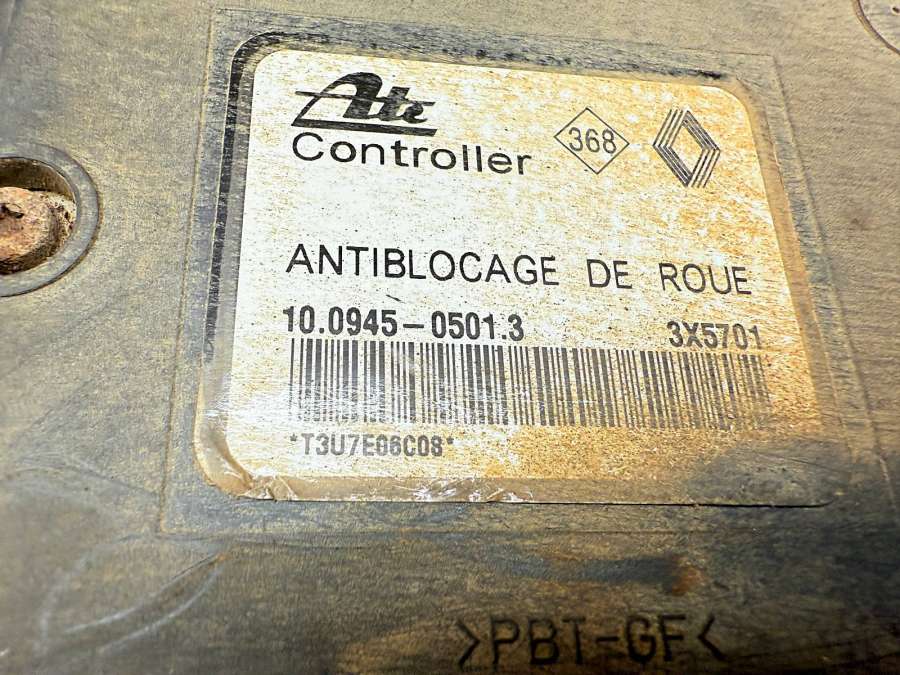 Ate
Controller
368
ANTIBLOCAGE DE ROUE
10.0945-0501.3 3X5701
*T3U7E06C08*
>PBT-GF<